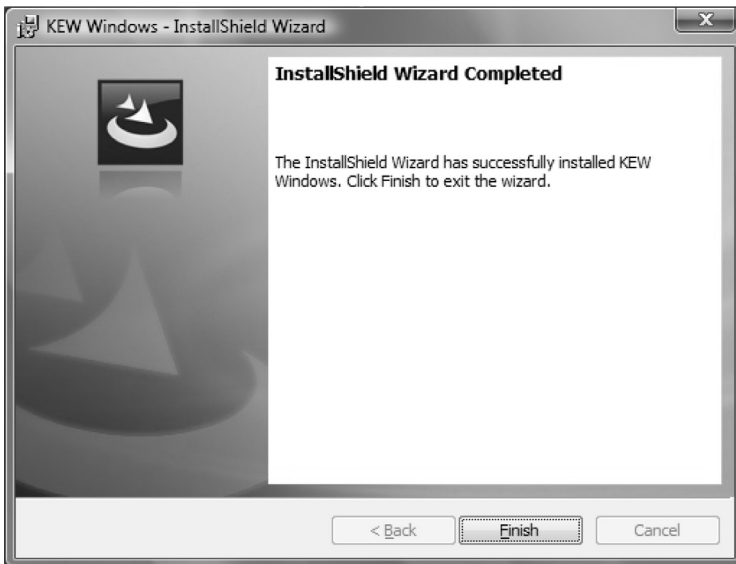 KEW Windows - InstallShield Wizard
InstallShield Wizard Completed
The InstallShield Wizard has successfully installed KEW
Windows. Click Finish to exit the wizard.
< Back
Finish
Cancel